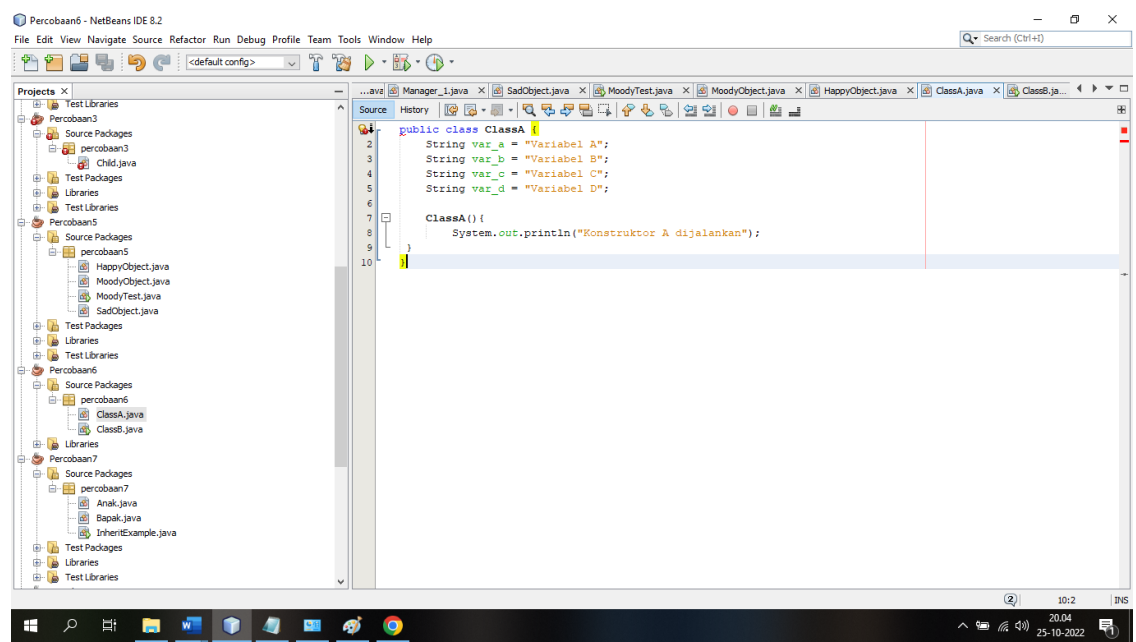 Percobaan6 - NetBeans IDE 8.2
File Edit View Navigate Source Refactor Run Debug Profile Team Tools Window Help
Search (Ctrl+I)
<default config>
Projects
...ava Manager_1.java SadObject.java MoodyTest.java MoodyObject.java HappyObject.java ClassA.java ClassB.ja...
Source History
Test Libraries
Percobaan3
Source Packages
percobaan3
Child.java
Test Packages
Libraries
Test Libraries
Percobaan5
Source Packages
percobaan5
HappyObject.java
MoodyObject.java
MoodyTest.java
SadObject.java
Test Packages
Libraries
Test Libraries
Percobaan6
Source Packages
percobaan6
ClassA.java
ClassB.java
Libraries
Percobaan7
Source Packages
percobaan7
Anak.java
Bapak.java
InheritExample.java
Test Packages
Libraries
Test Libraries
public class ClassA {
2 String var_a = "Variabel A";
3 String var_b = "Variabel B";
4 String var_c = "Variabel C";
5 String var_d = "Variabel D";
6
7 ClassA(){
8 System.out.println("Konstruktor A dijalankan");
9 }
10 }
2 10:2 INS
20.04
25-10-2022
1